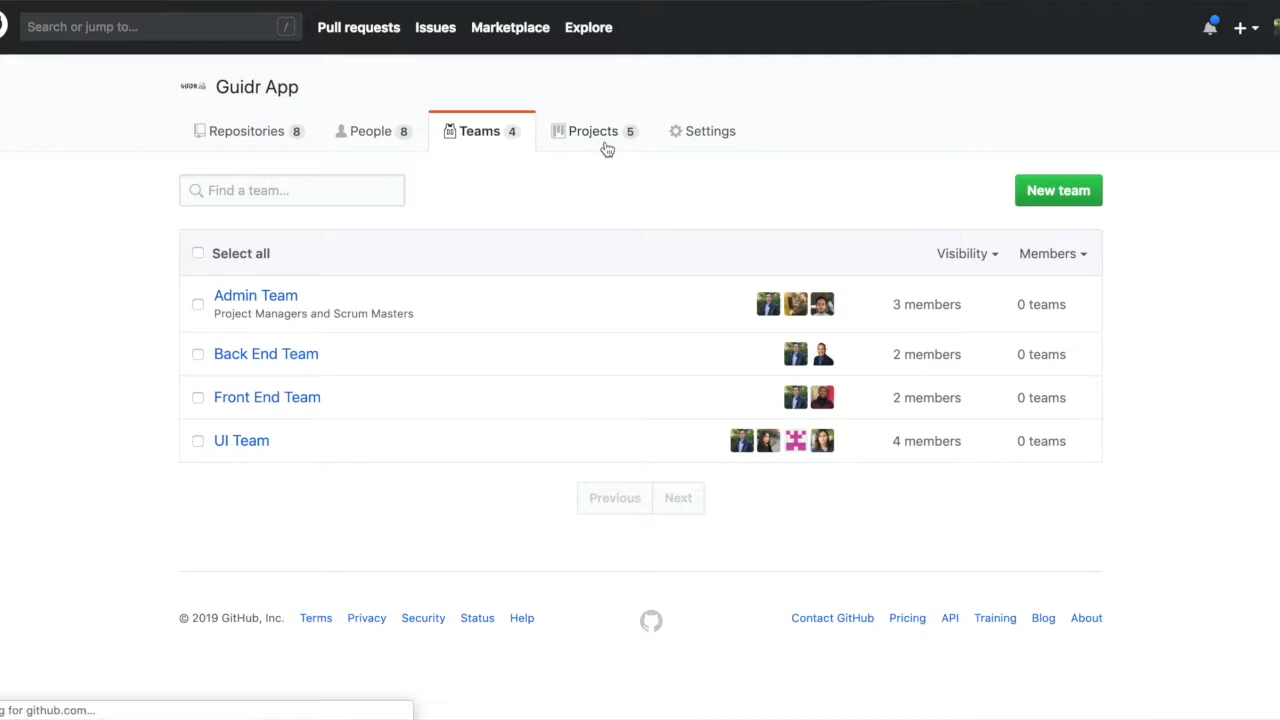 Search or jump to... /
Pull requests Issues Marketplace Explore
GUIDR Guidr App
Repositories 8 People 8 Teams 4 Projects 5 Settings
Find a team...
New team
Select all Visibility Members
Admin Team
Project Managers and Scrum Masters
3 members 0 teams
Back End Team 2 members 0 teams
Front End Team 2 members 0 teams
UI Team 4 members 0 teams
Previous Next
© 2019 GitHub, Inc. Terms Privacy Security Status Help Contact GitHub Pricing API Training Blog About
g for github.com...